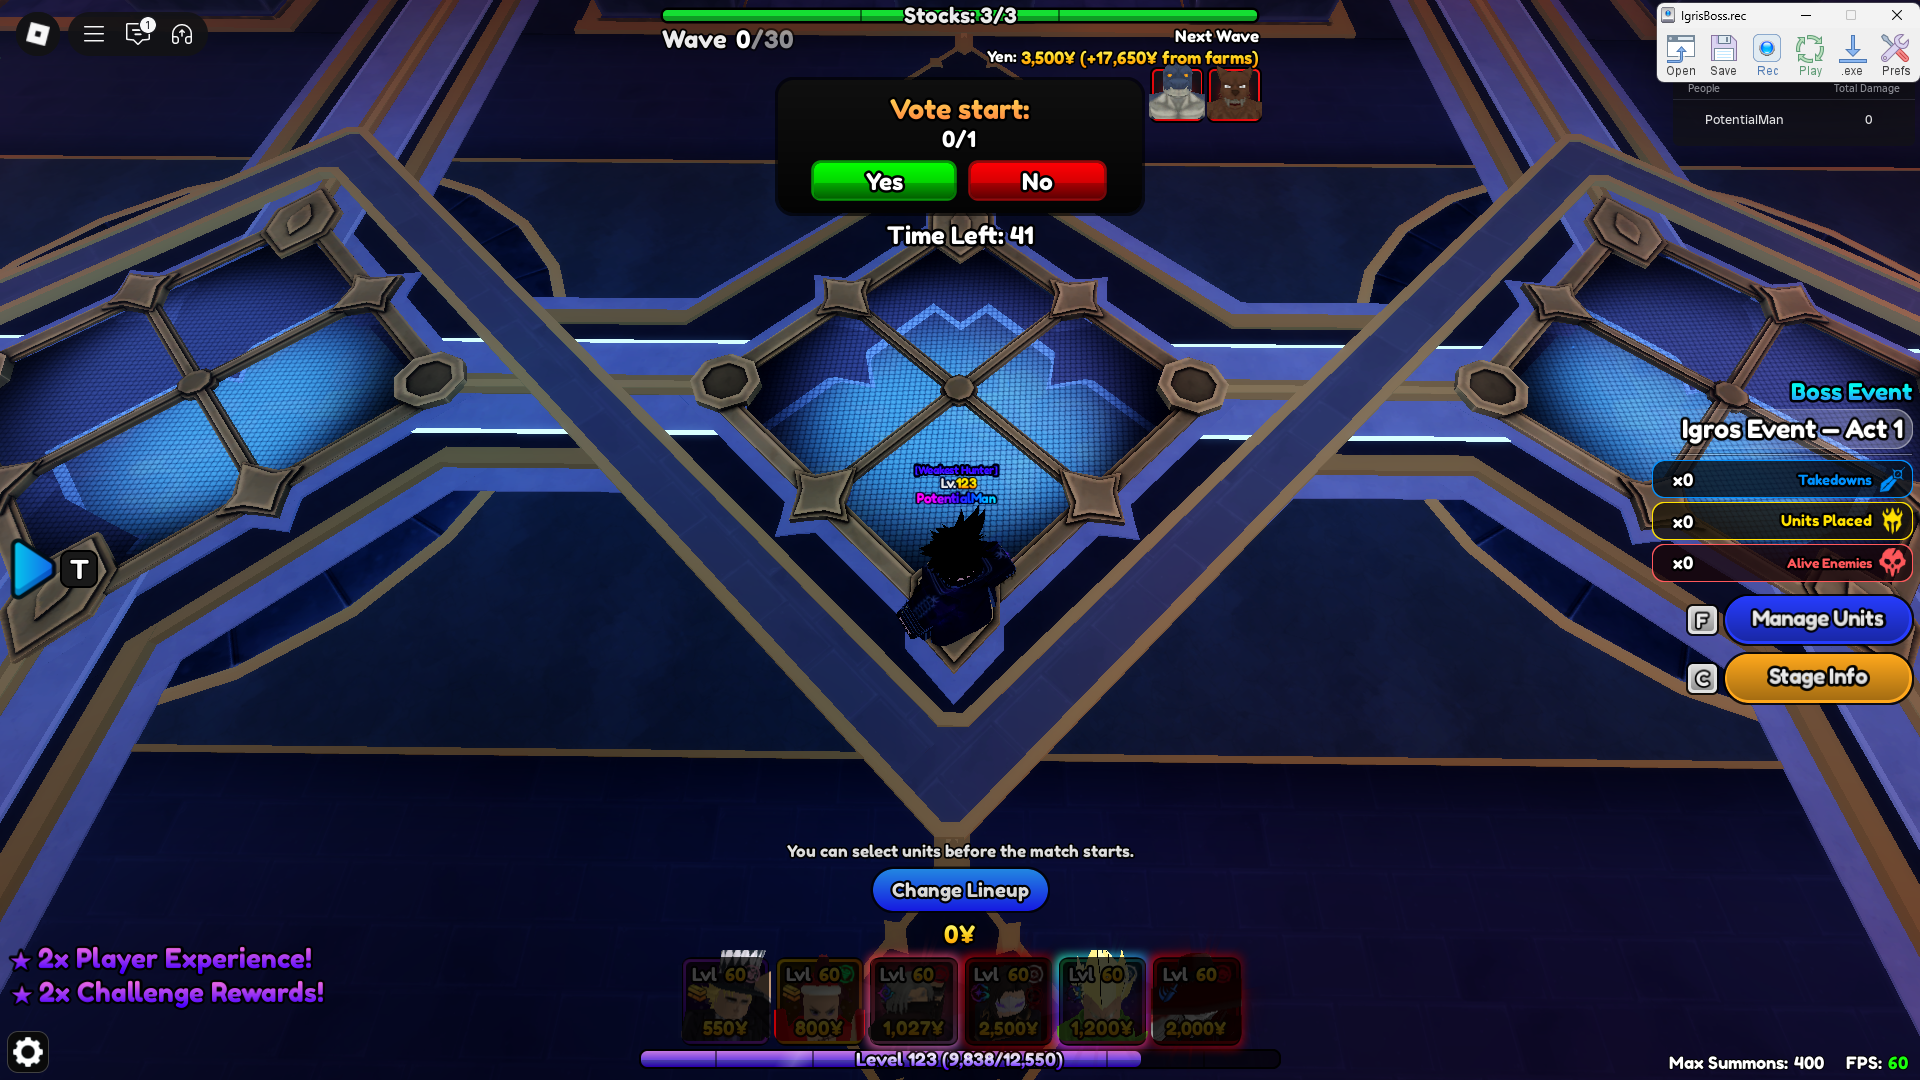 1
Stocks: 3/3
Wave 0/30
Next Wave
Yen: 3,500¥ (+17,650¥ from farms)
Vote start:
0/1
Yes
No
Time Left: 41
IgrisBoss.rec
Open
Save
Rec
Play
.exe
Prefs
People
Total Damage
PotentialMan
0
Boss Event
Igros Event – Act 1
x0
Takedowns
x0
Units Placed
x0
Alive Enemies
F
Manage Units
C
Stage Info
[Weakest Hunter]
Lv.123
PotentialMan
T
You can select units before the match starts.
Change Lineup
0¥
2x Player Experience!
2x Challenge Rewards!
Lvl 60
550¥
Lvl 60
800¥
Lvl 60
1,027¥
Lvl 60
2,500¥
Lvl 60
1,200¥
Lvl 60
2,000¥
Level 123 (9,838/12,550)
Max Summons: 400
FPS: 60